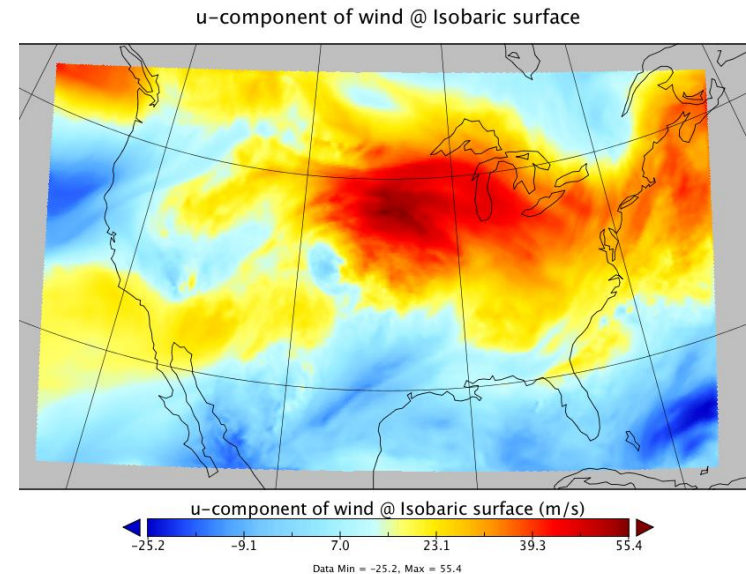 u-component of wind @ Isobaric surface
u-component of wind @ Isobaric surface (m/s)
-25.2 -9.1 7.0 23.1 39.3 55.4
Data Min = -25.2, Max = 55.4